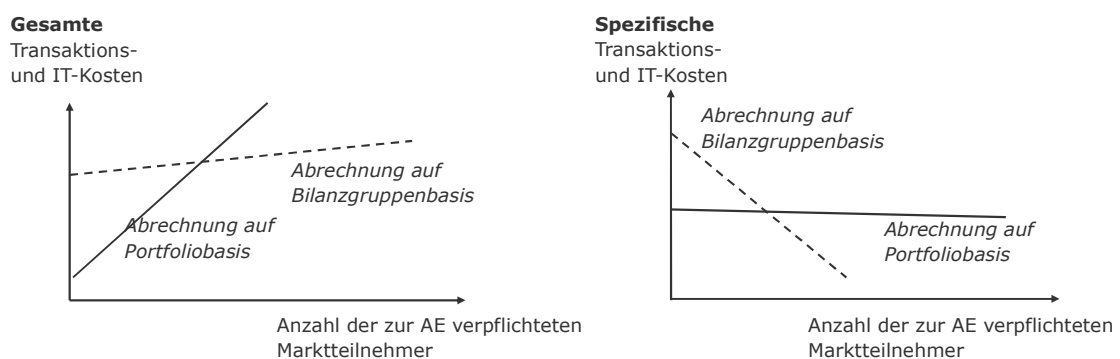 Gesamte
Transaktions-
und IT-Kosten
Abrechnung auf
Bilanzgruppenbasis
Abrechnung auf
Portfoliobasis
Anzahl der zur AE verpflichteten
Marktteilnehmer
Spezifische
Transaktions-
und IT-Kosten
Abrechnung auf
Bilanzgruppenbasis
Abrechnung auf
Portfoliobasis
Anzahl der zur AE verpflichteten
Marktteilnehmer